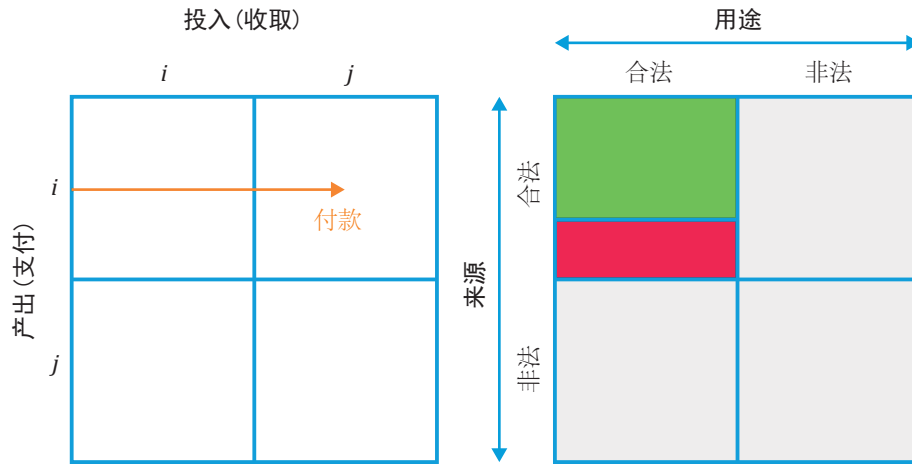 投入(收取)
i
j
i
付款
产出(支付)
j
用途
合法
非法
来源
合法
非法